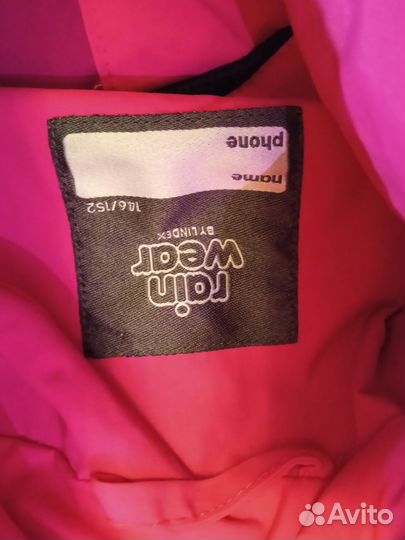 rain
wear
BY LINDEX
146/152
name
phone
Avito